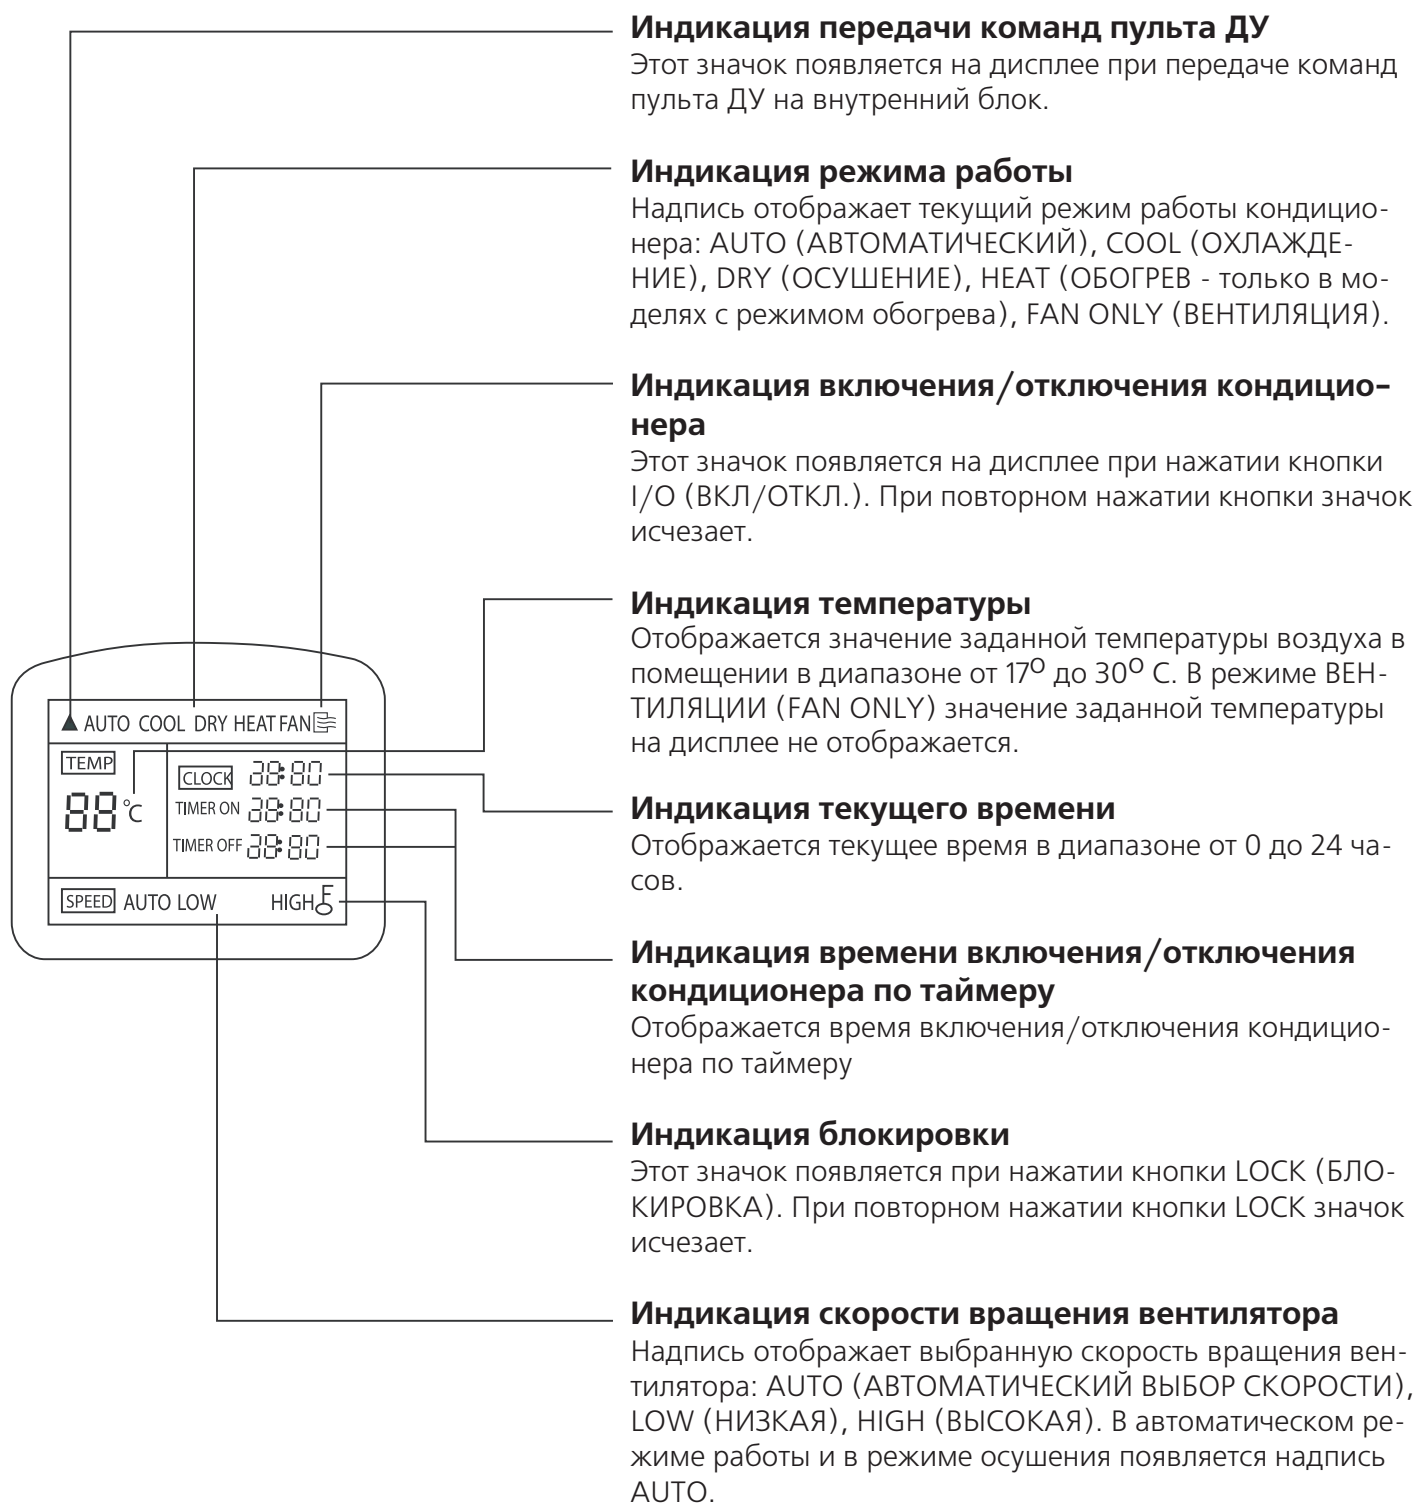 Индикация передачи команд пульта ДУ
Этот значок появляется на дисплее при передаче команд
пульта ДУ на внутренний блок.
Индикация режима работы
Надпись отображает текущий режим работы кондицио-
нера: AUTO (АВТОМАТИЧЕСКИЙ), COOL (ОХЛАЖДЕ-
НИЕ), DRY (ОСУШЕНИЕ), HEAT (ОБОГРЕВ - только в мо-
делях с режимом обогрева), FAN ONLY (ВЕНТИЛЯЦИЯ).
Индикация включения/отключения кондицио-
нера
Этот значок появляется на дисплее при нажатии кнопки
I/O (ВКЛ/ОТКЛ.). При повторном нажатии кнопки значок
исчезает.
Индикация температуры
Отображается значение заданной температуры воздуха в
помещении в диапазоне от 17О до 30О С. В режиме ВЕН-
ТИЛЯЦИИ (FAN ONLY) значение заданной температуры
на дисплее не отображается.
Индикация текущего времени
Отображается текущее время в диапазоне от 0 до 24 ча-
сов.
Индикация времени включения/отключения
кондиционера по таймеру
Отображается время включения/отключения кондицио-
нера по таймеру
Индикация блокировки
Этот значок появляется при нажатии кнопки LOCK (БЛО-
КИРОВКА). При повторном нажатии кнопки LOCK значок
исчезает.
Индикация скорости вращения вентилятора
Надпись отображает выбранную скорость вращения вен-
тилятора: AUTO (АВТОМАТИЧЕСКИЙ ВЫБОР СКОРОСТИ),
LOW (НИЗКАЯ), HIGH (ВЫСОКАЯ). В автоматическом ре-
жиме работы и в режиме осушения появляется надпись
AUTO.
AUTO COOL DRY HEAT FAN
TEMP
88 °C
CLOCK 28:80
TIMER ON 28:80
TIMER OFF 28:80
SPEED AUTO LOW HIGH